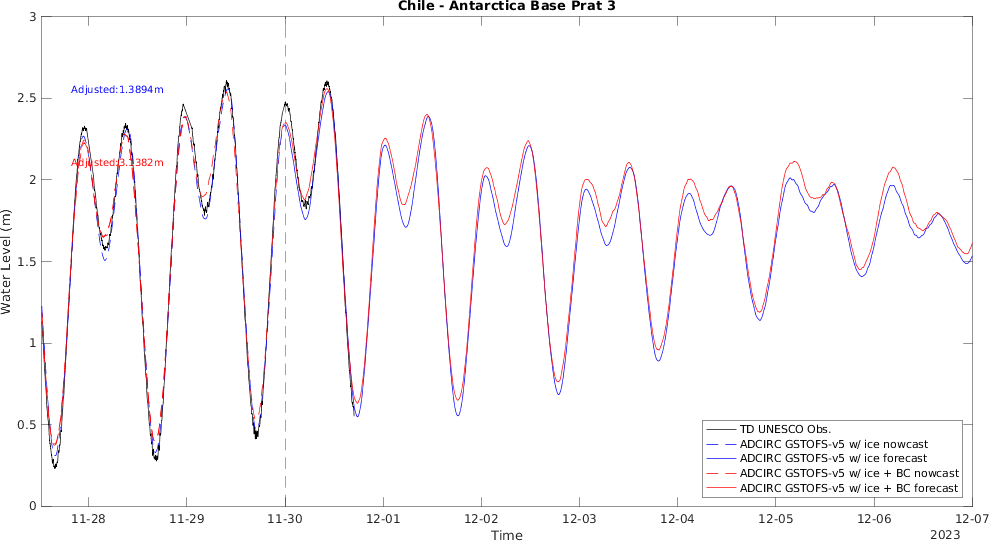 Chile - Antarctica Base Prat 3
3
2.5
2
1.5
1
0.5
0
Water Level (m)
Adjusted:1.3894m
Adjusted:3.1382m
TD UNESCO Obs.
ADCIRC GSTOFS-v5 w/ ice nowcast
ADCIRC GSTOFS-v5 w/ ice forecast
ADCIRC GSTOFS-v5 w/ ice + BC nowcast
ADCIRC GSTOFS-v5 w/ ice + BC forecast
11-28 11-29 11-30 12-01 12-02 12-03 12-04 12-05 12-06 12-07
Time
2023